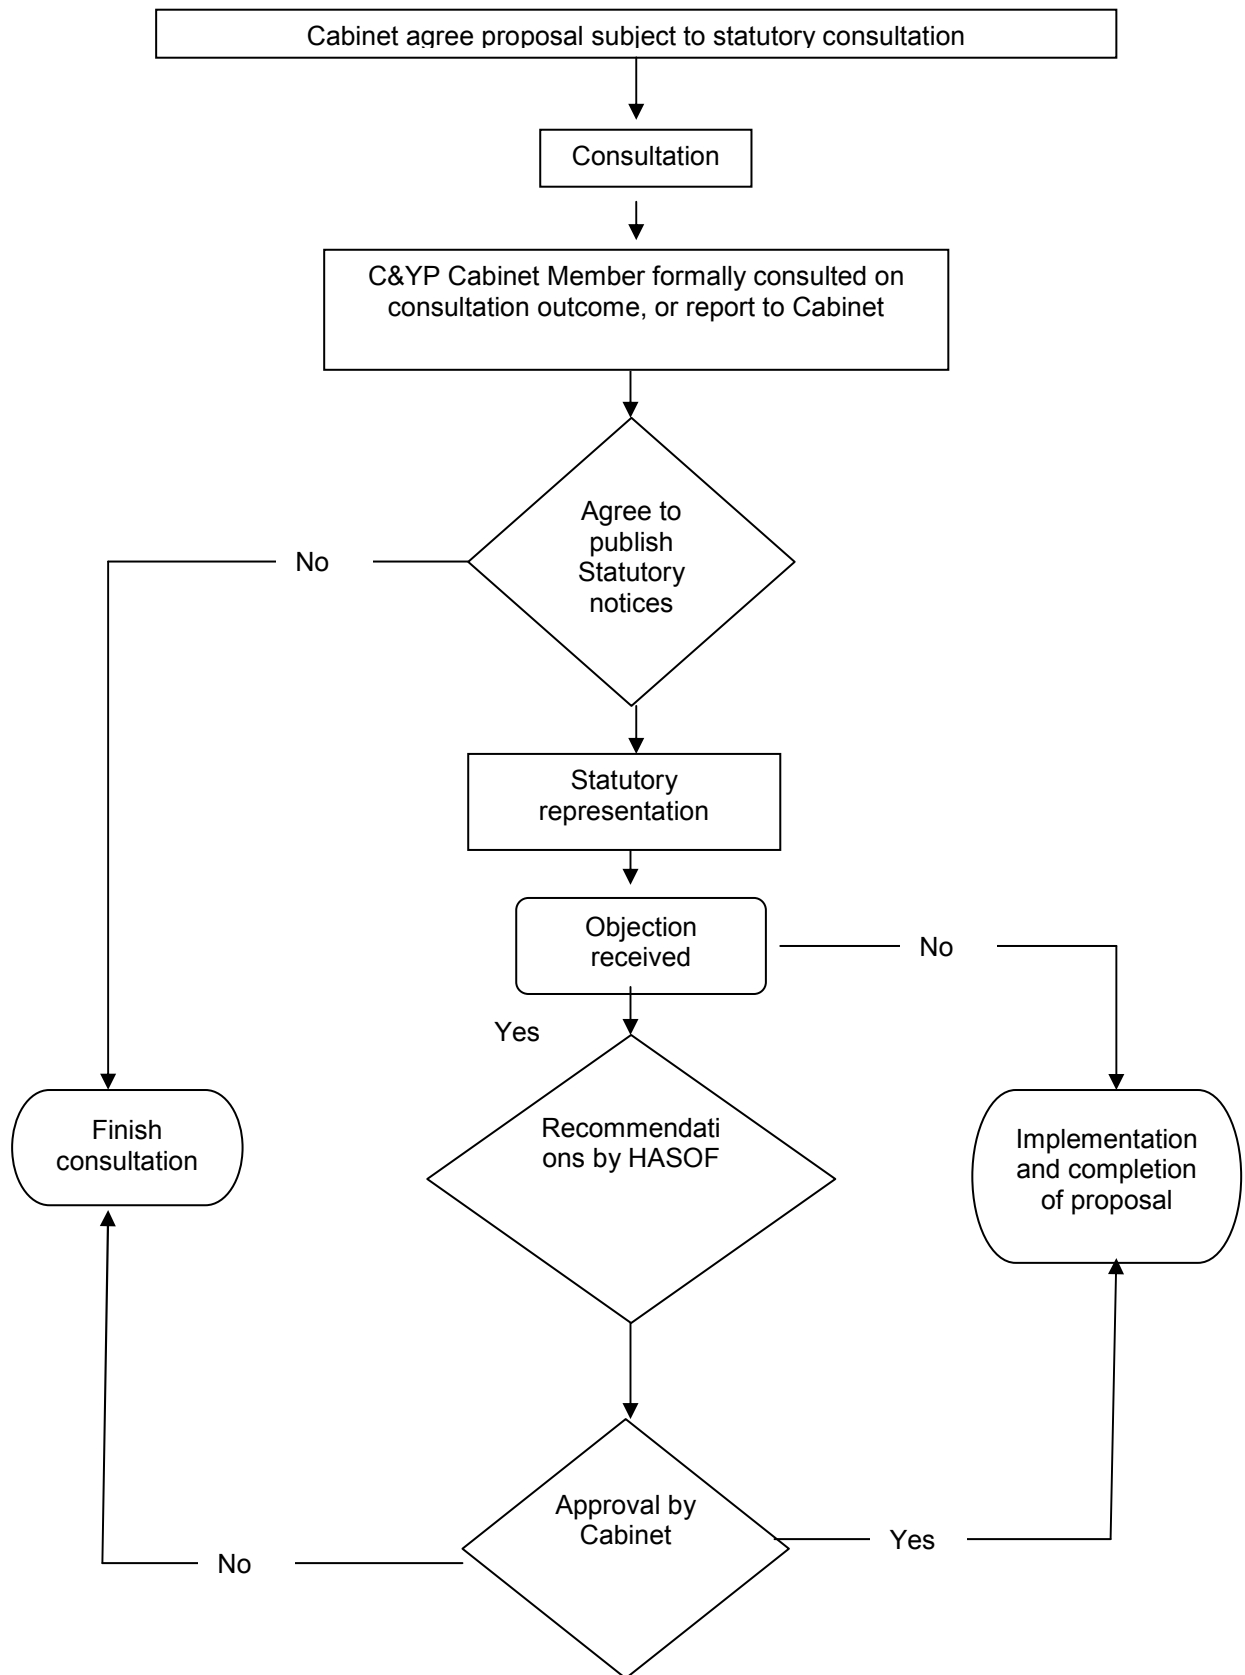 Cabinet agree proposal subject to statutory consultation
Consultation
C&YP Cabinet Member formally consulted on
consultation outcome, or report to Cabinet
Agree to
publish
Statutory
notices
No
Statutory
representation
Objection
received
No
Yes
Recommendati
ons by HASOF
Finish
consultation
Implementation
and completion
of proposal
Approval by
Cabinet
Yes
No